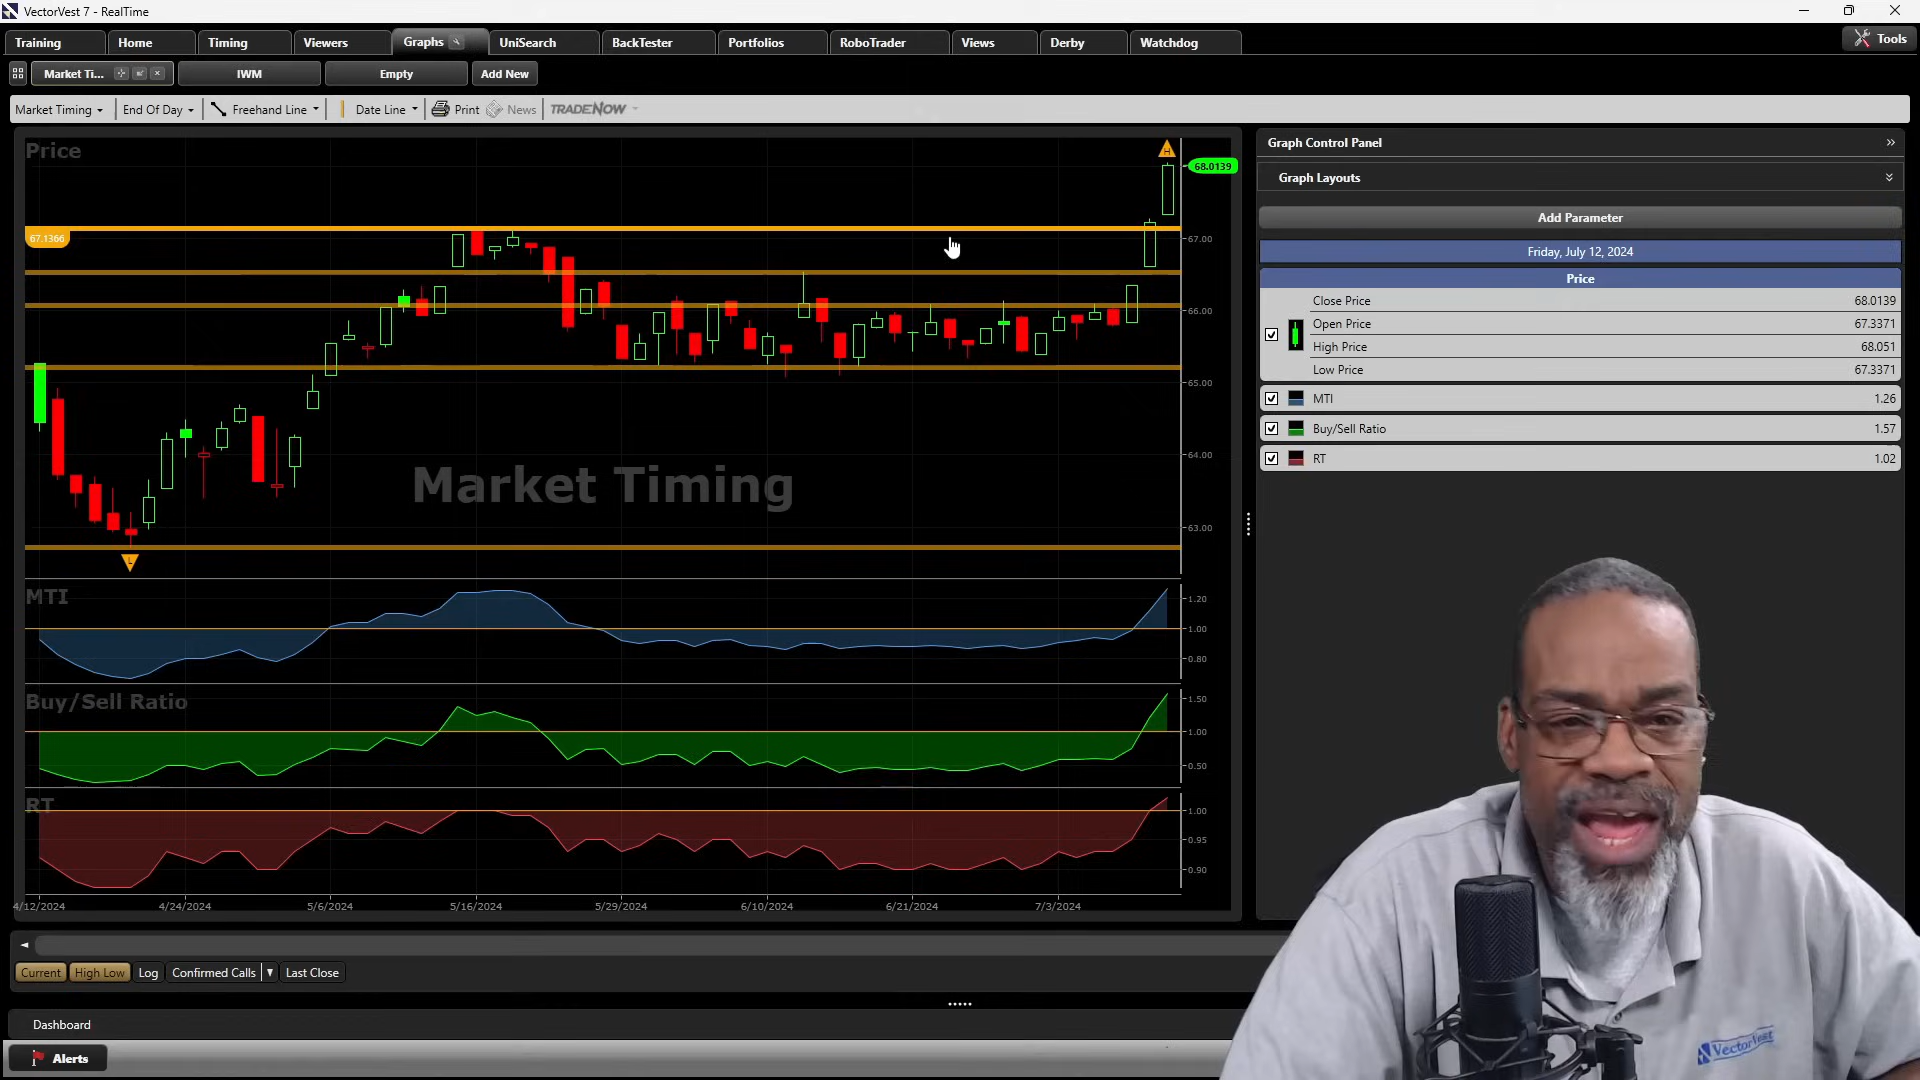 VectorVest 7 - RealTime
Training Home Timing Viewers Graphs UniSearch BackTester Portfolios RoboTrader Views Derby Watchdog Tools
Market Ti... IWM Empty Add New
Market Timing End Of Day Freehand Line Date Line Print News TRADENOW
Price
H
68.0139
67.1366
67.00
66.00
65.00
64.00
63.00
Market Timing
L
MTI
1.20
1.00
0.80
Buy/Sell Ratio
1.50
1.00
0.50
RT
1.00
0.95
0.90
4/12/2024 4/24/2024 5/6/2024 5/16/2024 5/29/2024 6/10/2024 6/21/2024 7/3/2024
Current High Low Log Confirmed Calls Last Close
Dashboard
Alerts
Graph Control Panel
Graph Layouts
Add Parameter
Friday, July 12, 2024
Price
Close Price 68.0139
Open Price 67.3371
High Price 68.051
Low Price 67.3371
MTI 1.26
Buy/Sell Ratio 1.57
RT 1.02
VectorVest